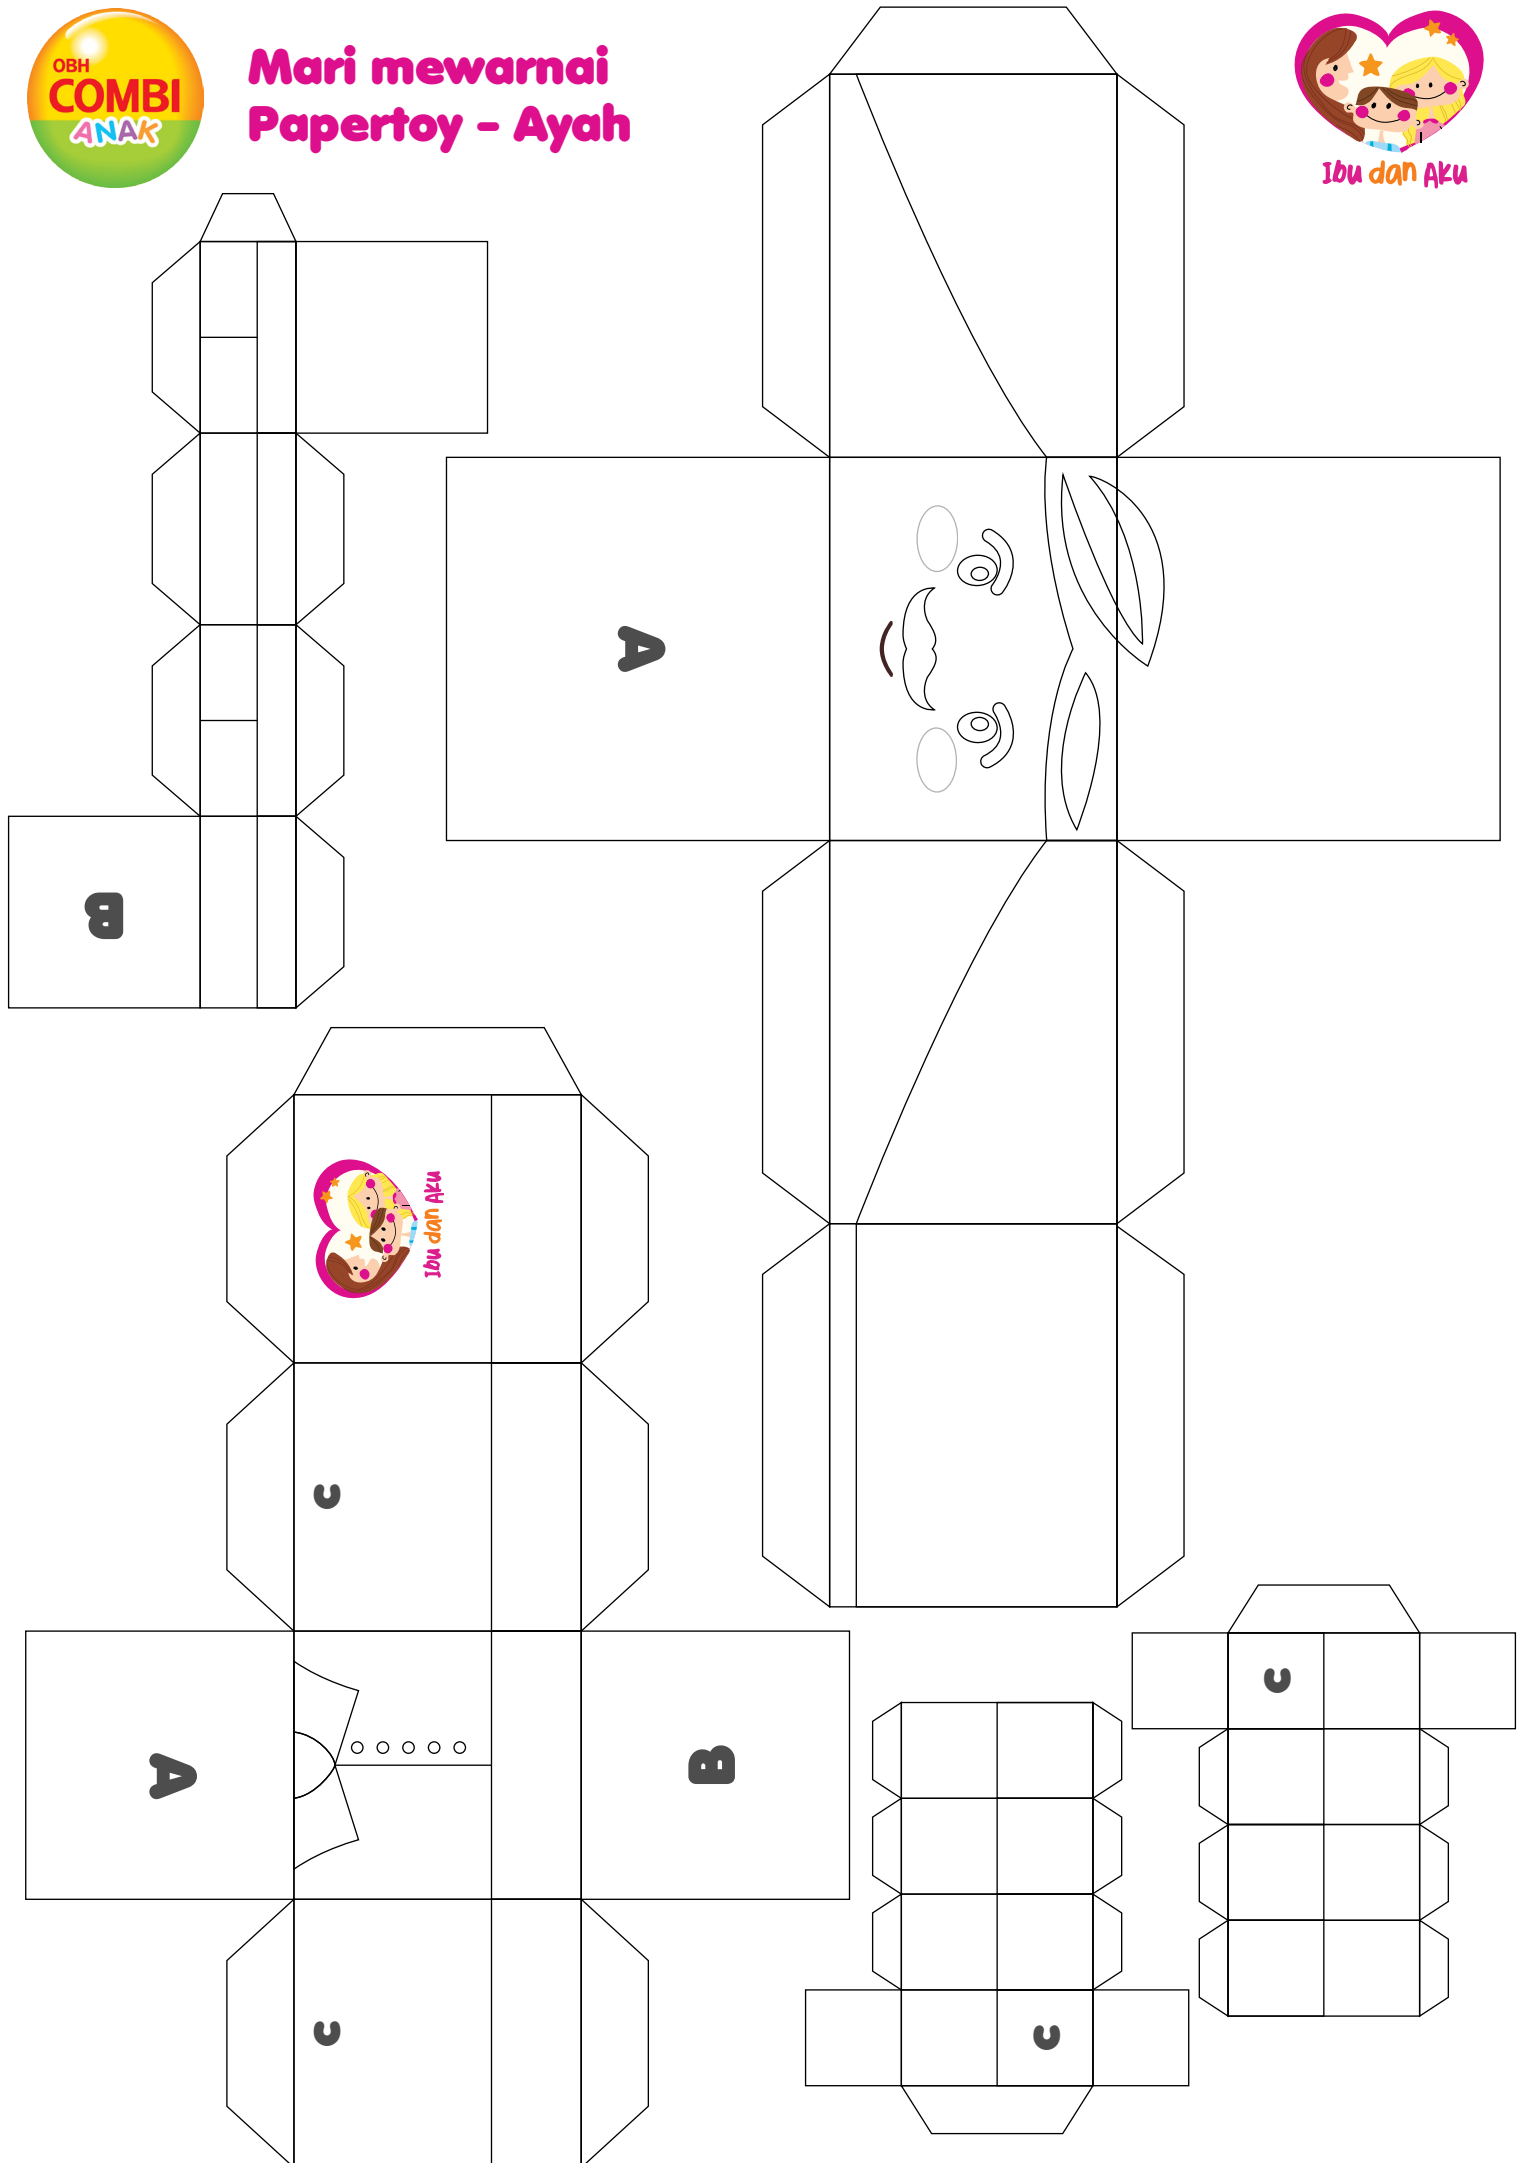 OBH
COMBI
ANAK
Mari mewarnai
Papertoy - Ayah
Ibu dan Aku
A
B
Ibu dan Aku
C
A
B
C
C
C